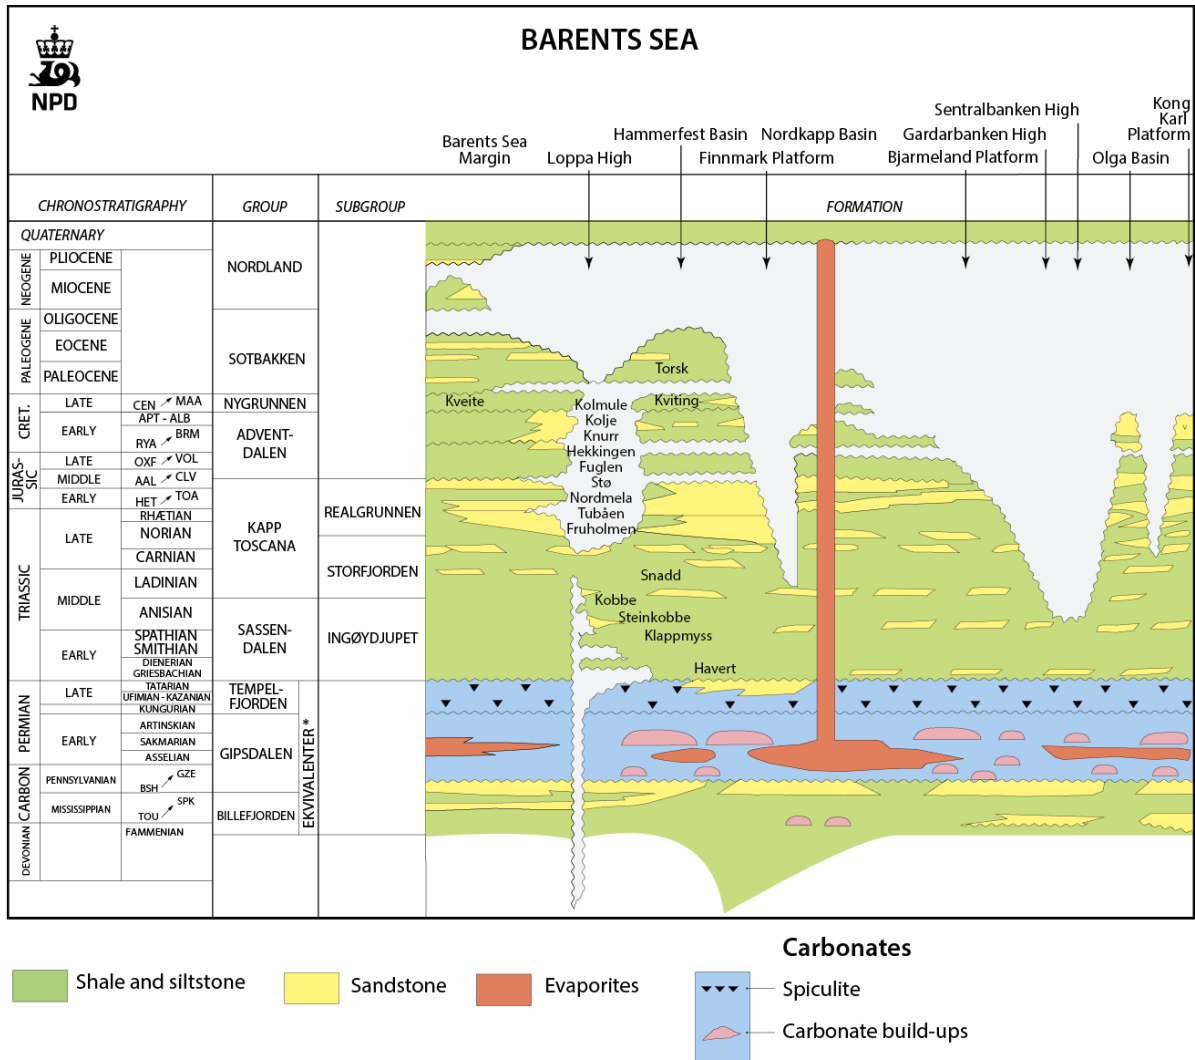 BARENTS SEA
NPD
Kong
Karl
Platform
Sentralbanken High
Barents Sea
Margin
Hammerfest Basin
Nordkapp Basin
Gardarbanken High
Loppa High
Finnmark Platform
Bjarmeland Platform
Olga Basin
CHRONOSTRATIGRAPHY
GROUP
SUBGROUP
FORMATION
QUATERNARY
NEOGENE
PLIOCENE
MIOCENE
NORDLAND
PALEOGENE
OLIGOCENE
EOCENE
PALEOCENE
SOTBAKKEN
Torsk
CRET.
LATE
CEN MAA
NYGRUNNEN
Kveite
Kviting
EARLY
APT - ALB
RYA BRM
ADVENT-
DALEN
Kolmule
Kolje
Knurr
Hekkingen
Fuglen
Stø
Nordmela
Tubåen
Fruholmen
v
JURAS-
SIC
LATE
OXF VOL
MIDDLE
AAL CLV
EARLY
HET TOA
TRIASSIC
LATE
RHÆTIAN
NORIAN
CARNIAN
KAPP
TOSCANA
REALGRUNNEN
STORFJORDEN
MIDDLE
LADINIAN
ANISIAN
Snadd
Kobbe
Steinkobbe
Klappmyss
Havert
EARLY
SPATHIAN
SMITHIAN
DIENERIAN
GRIESBACHIAN
SASSEN-
DALEN
INGØYDJUPET
PERMIAN
LATE
TATARIAN
UFIMIAN - KAZANIAN
KUNGURIAN
TEMPEL-
FJORDEN
EARLY
ARTINSKIAN
SAKMARIAN
ASSELIAN
GIPSDALEN
EKVIVALENTER *
CARBON
PENNSYLVANIAN
BSH GZE
MISSISSIPPIAN
TOU SPK
BILLEFJORDEN
DEVONIAN
FAMMENIAN
Shale and siltstone
Sandstone
Evaporites
Carbonates
Spiculite
Carbonate build-ups